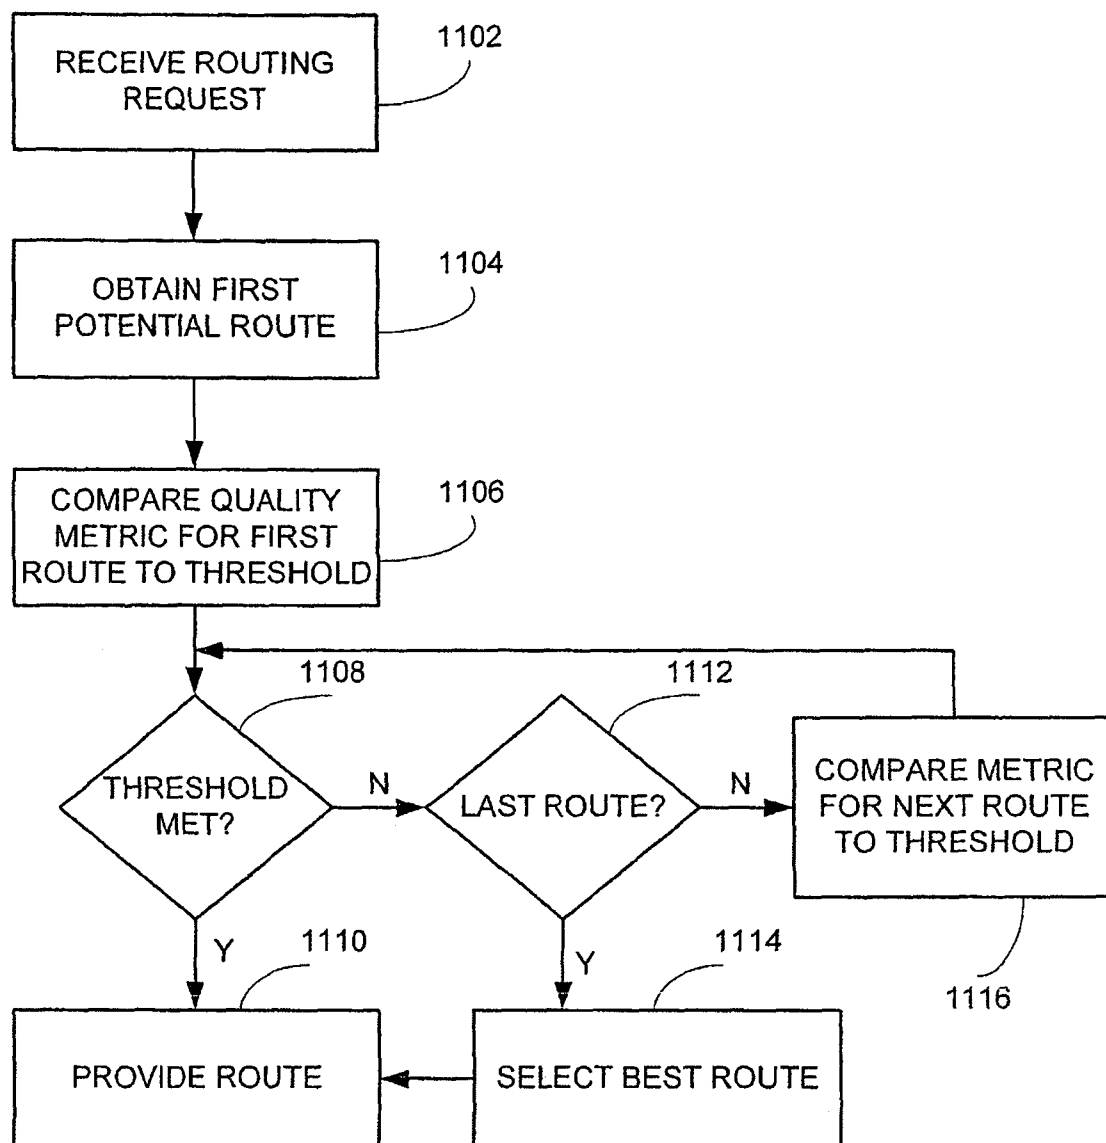 RECEIVE ROUTING
REQUEST
1102
OBTAIN FIRST
POTENTIAL ROUTE
1104
COMPARE QUALITY
METRIC FOR FIRST
ROUTE TO THRESHOLD
1106
THRESHOLD
MET?
1108
N
LAST ROUTE?
1112
N
COMPARE METRIC
FOR NEXT ROUTE
TO THRESHOLD
1116
Y
1110
Y
1114
PROVIDE ROUTE
SELECT BEST ROUTE